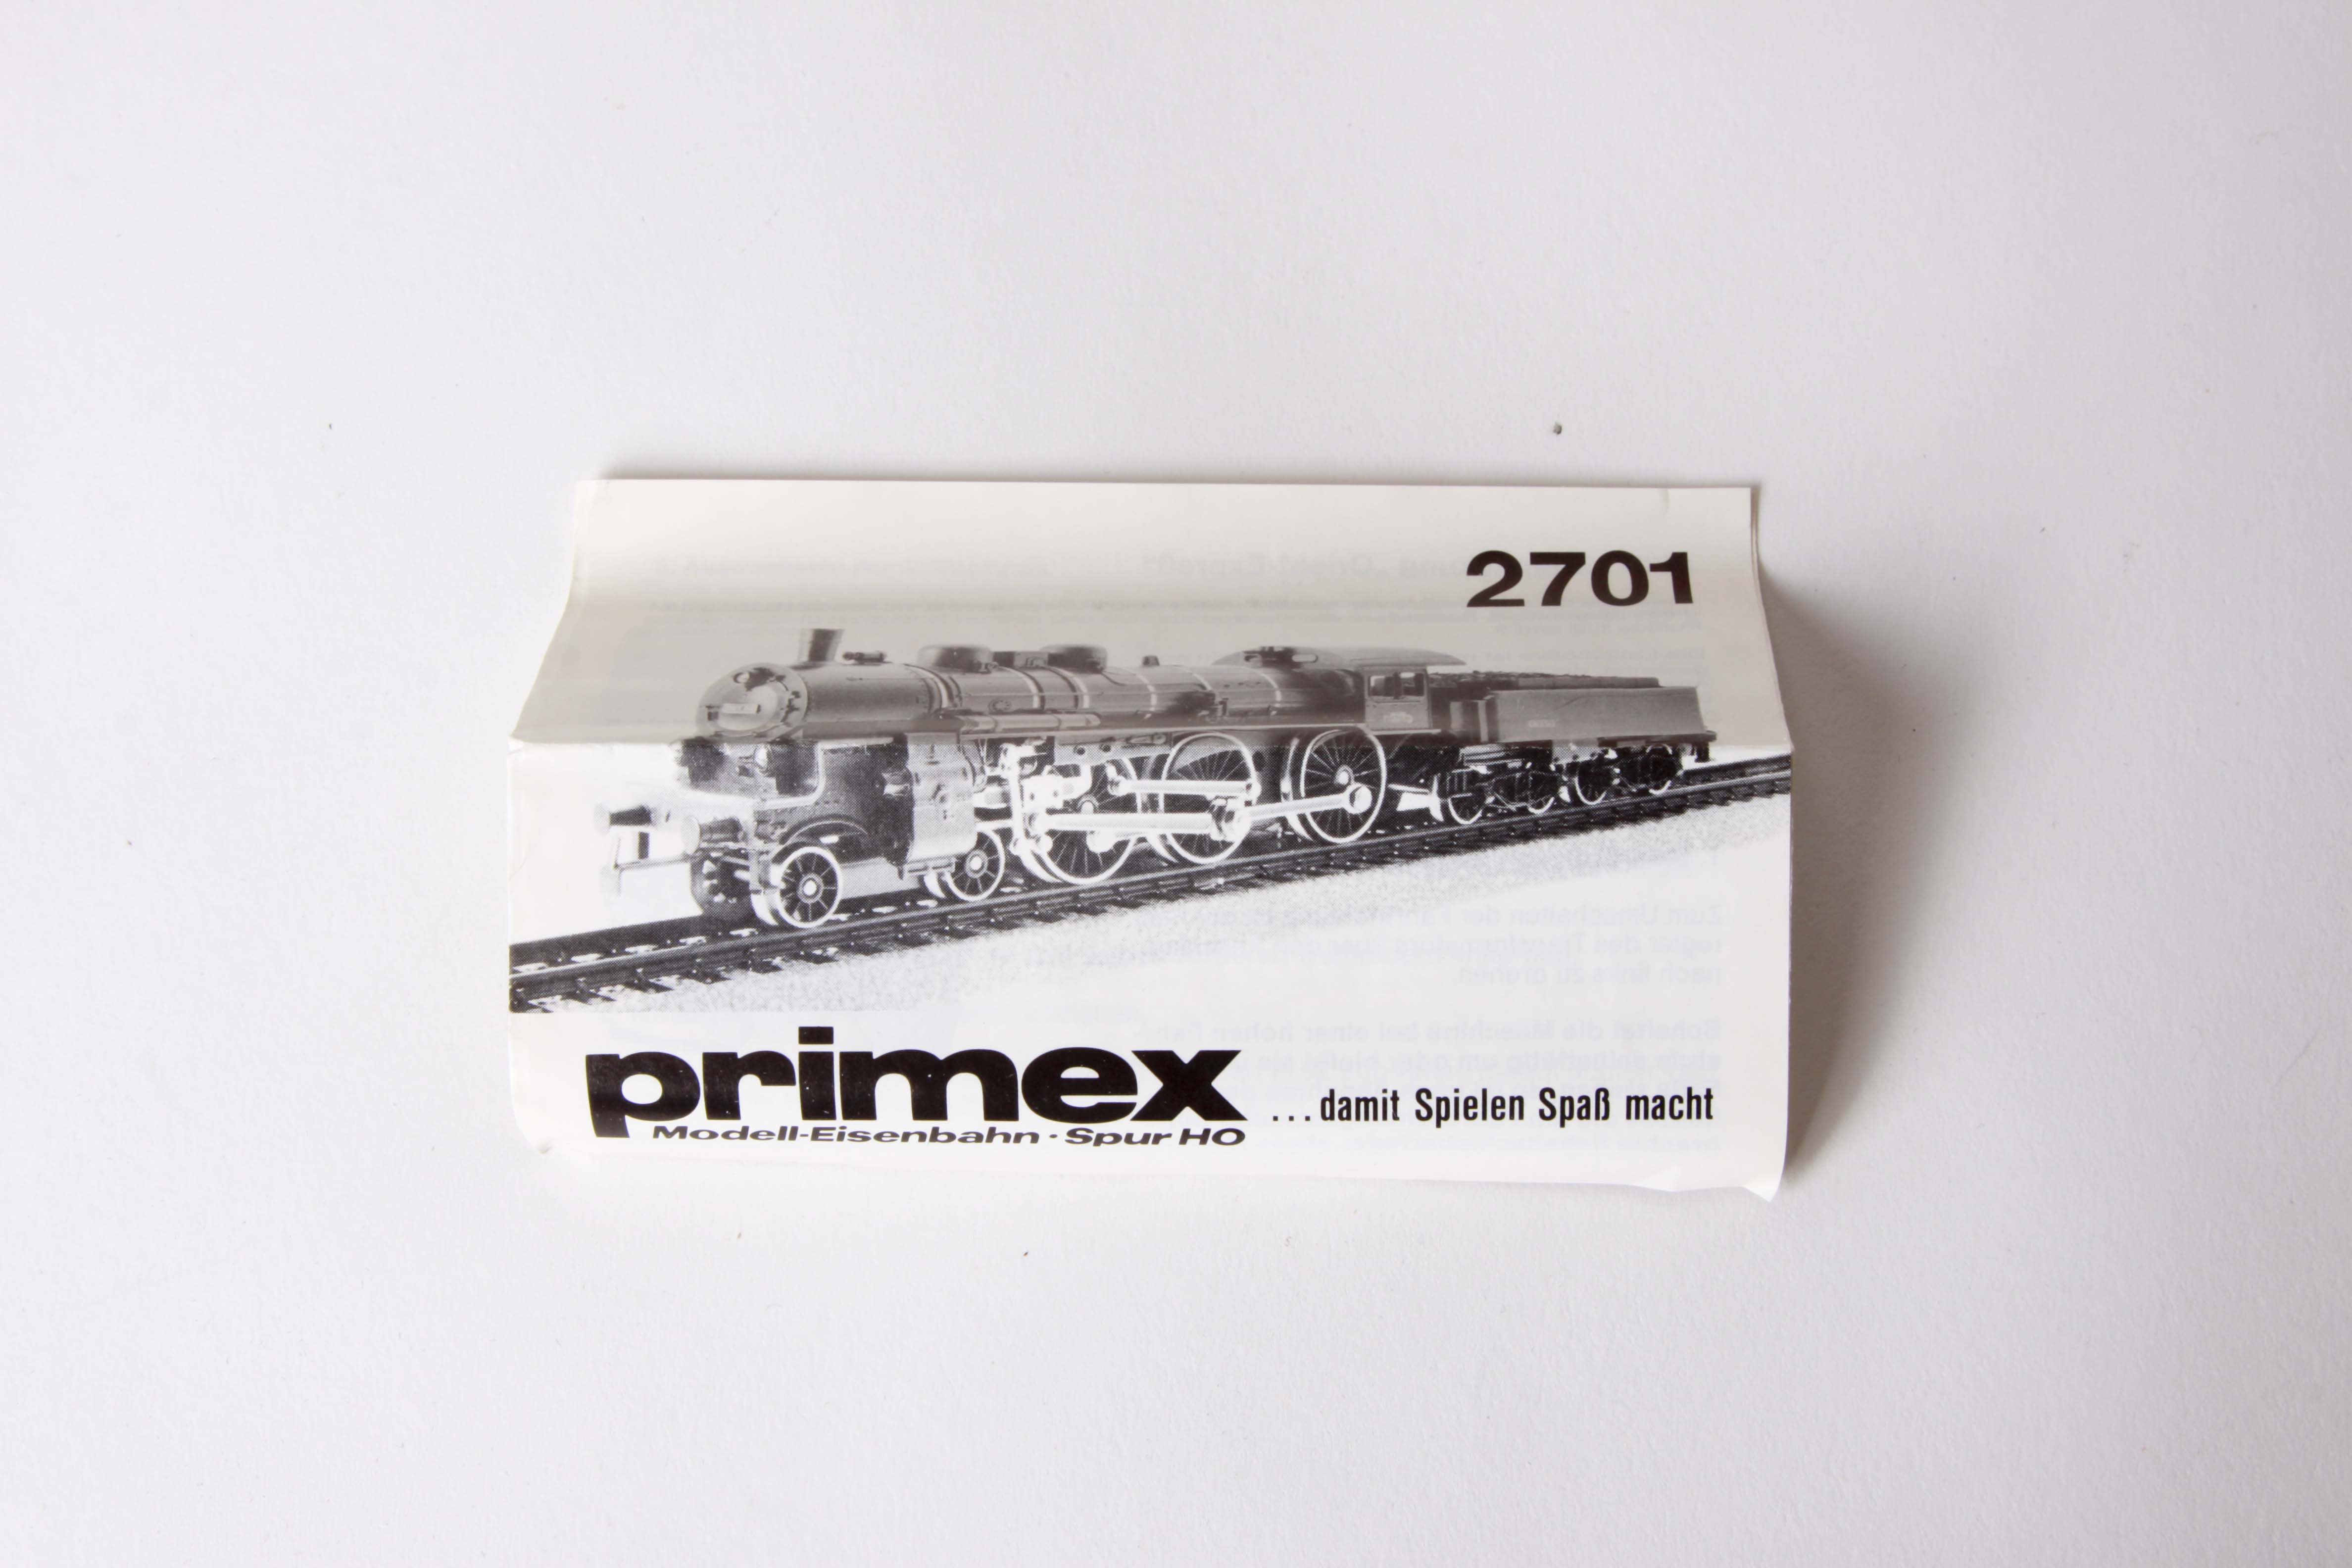 2701
primex
Modell-Eisenbahn · Spur HO
...damit Spielen Spaß macht